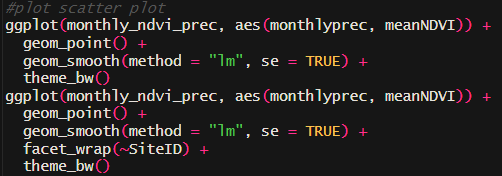 #plot scatter plot
ggplot(monthly_ndvi_prec, aes(monthlyprec, meanNDVI)) +
  geom_point() +
  geom_smooth(method = "lm", se = TRUE) +
  theme_bw()
ggplot(monthly_ndvi_prec, aes(monthlyprec, meanNDVI)) +
  geom_point() +
  geom_smooth(method = "lm", se = TRUE) +
  facet_wrap(~SiteID) +
  theme_bw()